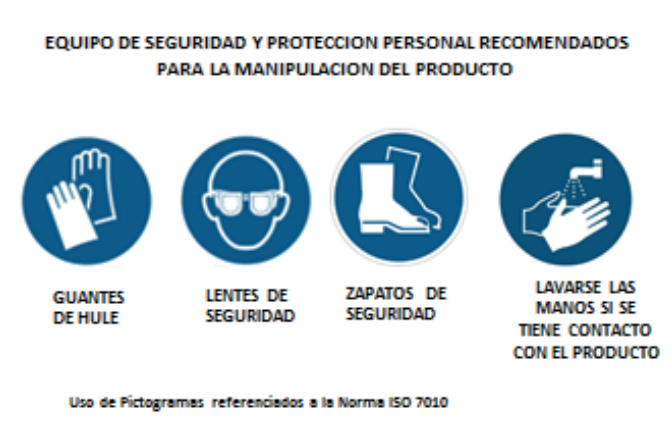 EQUIPO DE SEGURIDAD Y PROTECCION PERSONAL RECOMENDADOS
PARA LA MANIPULACION DEL PRODUCTO
GUANTES
DE HULE
LENTES DE
SEGURIDAD
ZAPATOS DE
SEGURIDAD
LAVARSE LAS
MANOS SI SE
TIENE CONTACTO
CON EL PRODUCTO
Uso de Pictogramas referenciados a la Norma ISO 7010